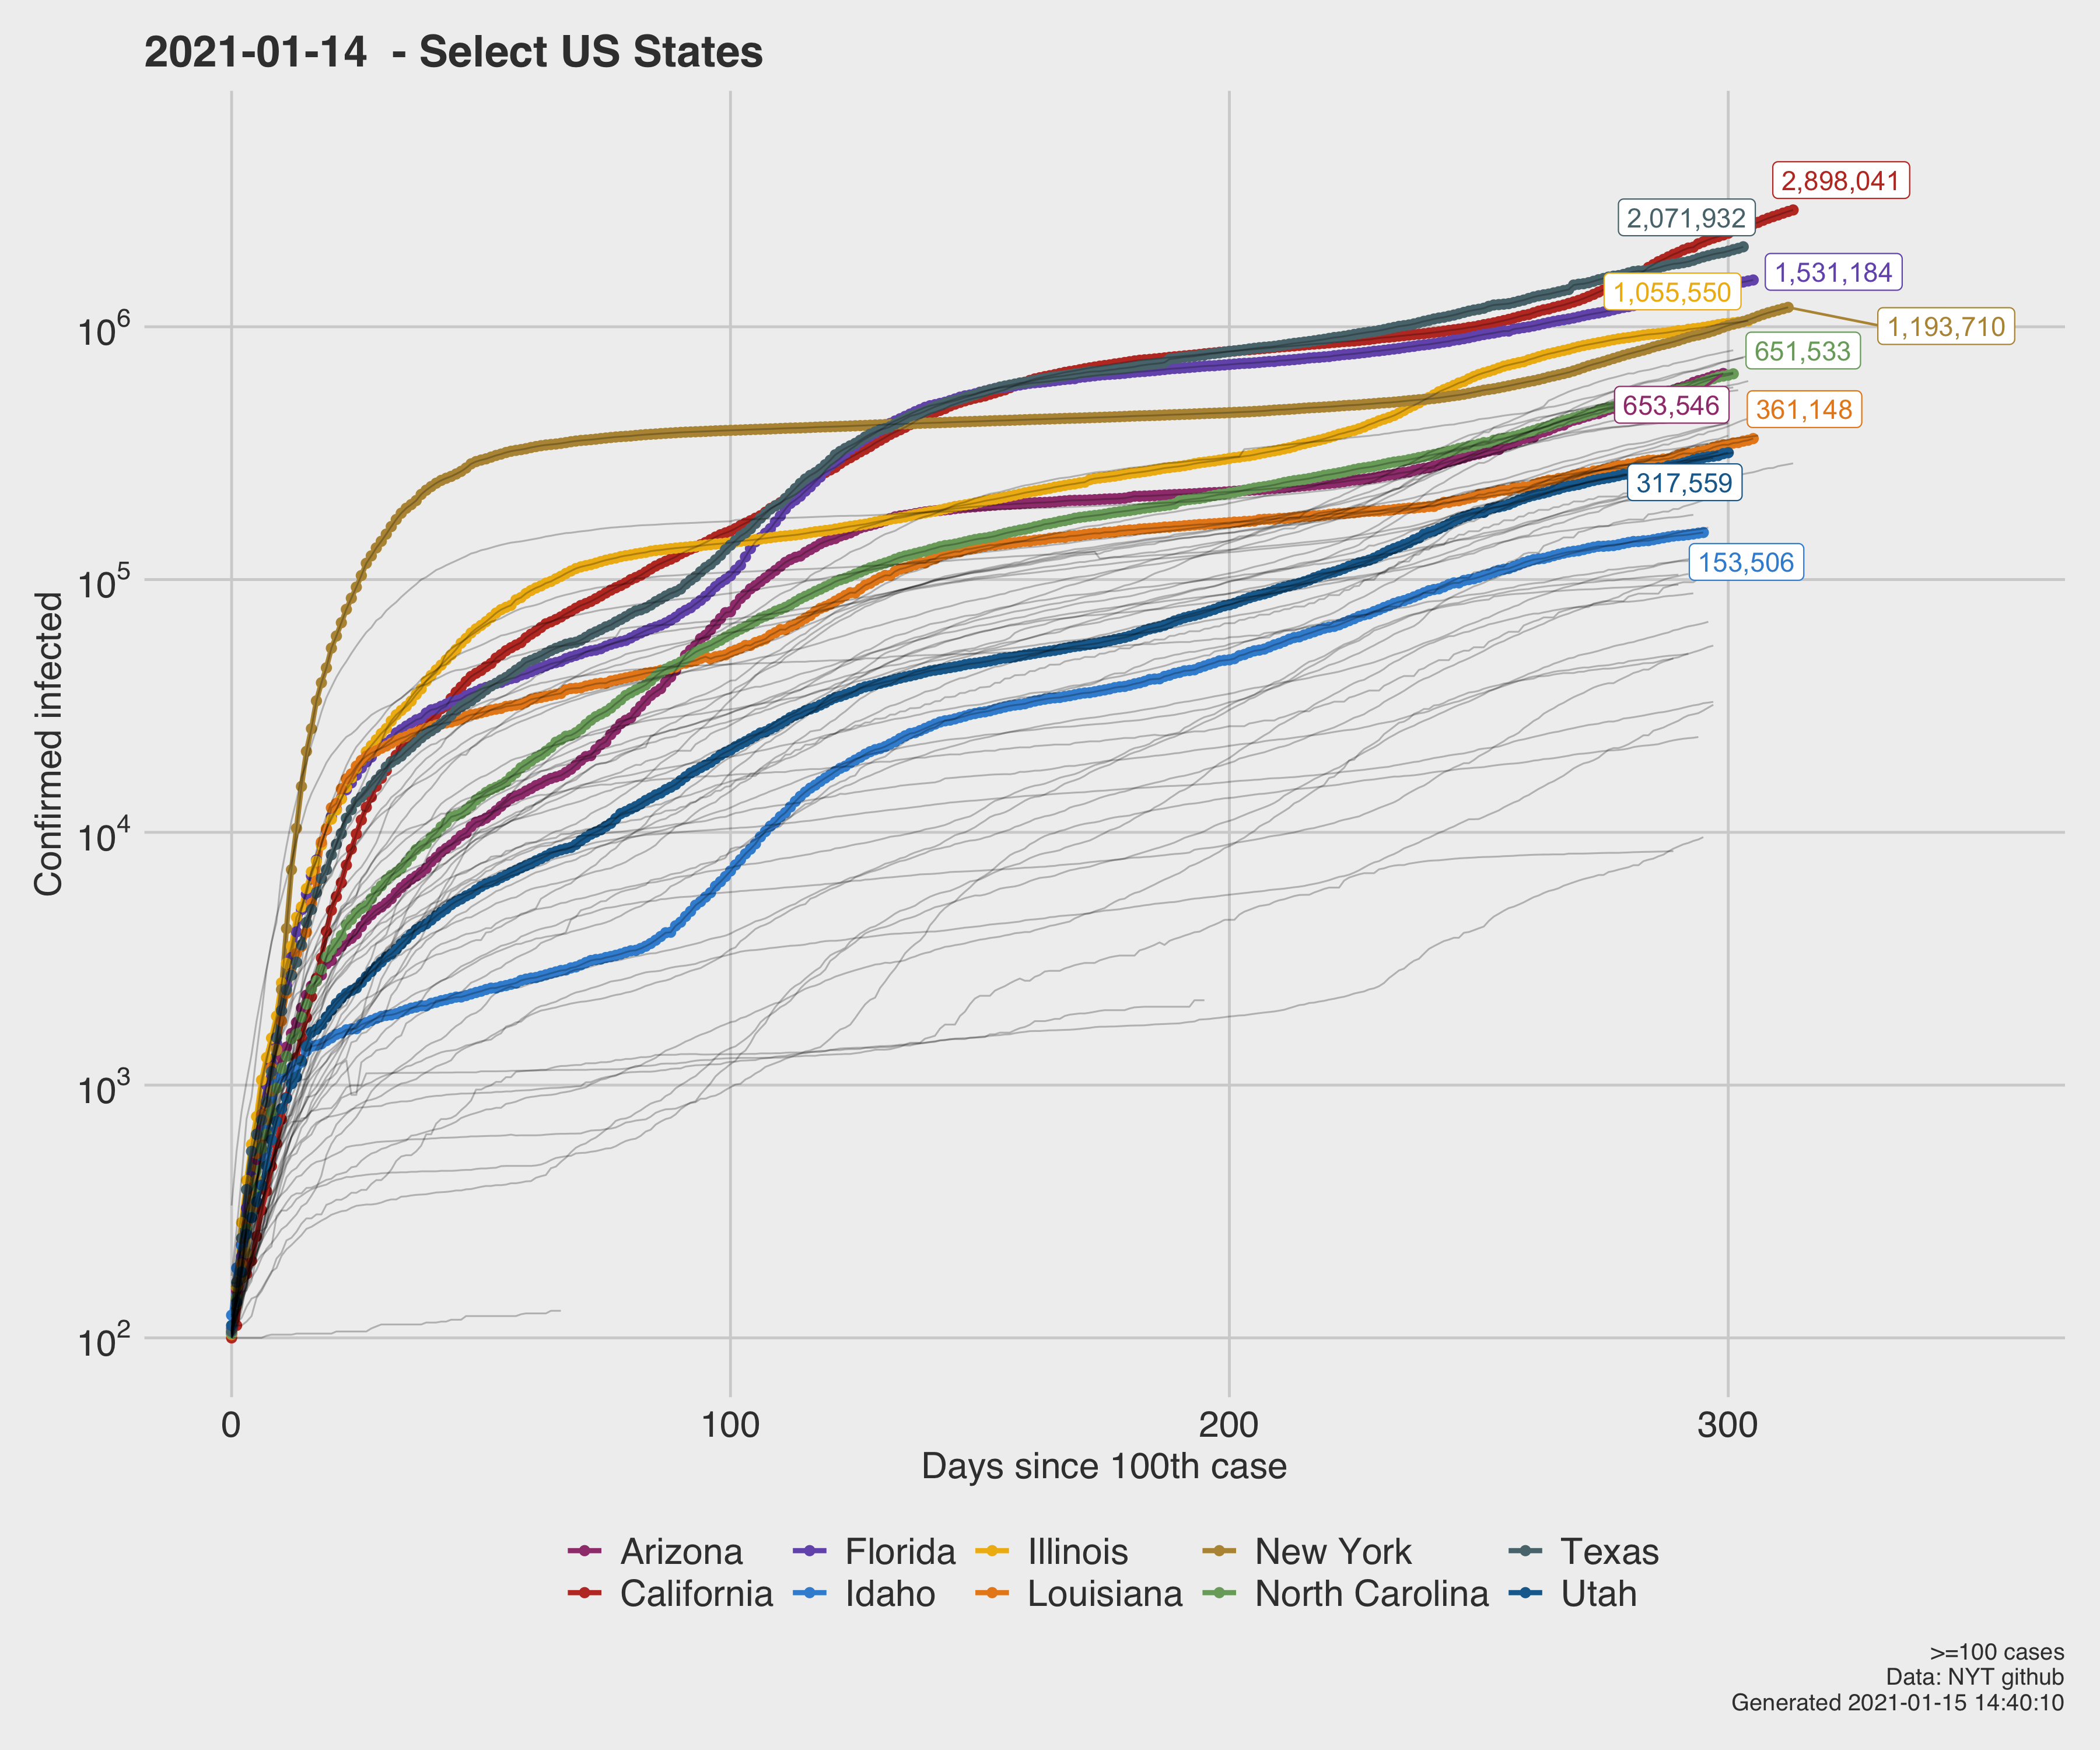 2021-01-14  - Select US States
2,898,041
2,071,932
1,531,184
1,055,550
1,193,710
651,533
653,546
361,148
317,559
153,506
Confirmed infected
10^6
10^5
10^4
10^3
10^2
0 100 200 300
Days since 100th case
Arizona Florida Illinois New York Texas
California Idaho Louisiana North Carolina Utah
>=100 cases
Data: NYT github
Generated 2021-01-15 14:40:10